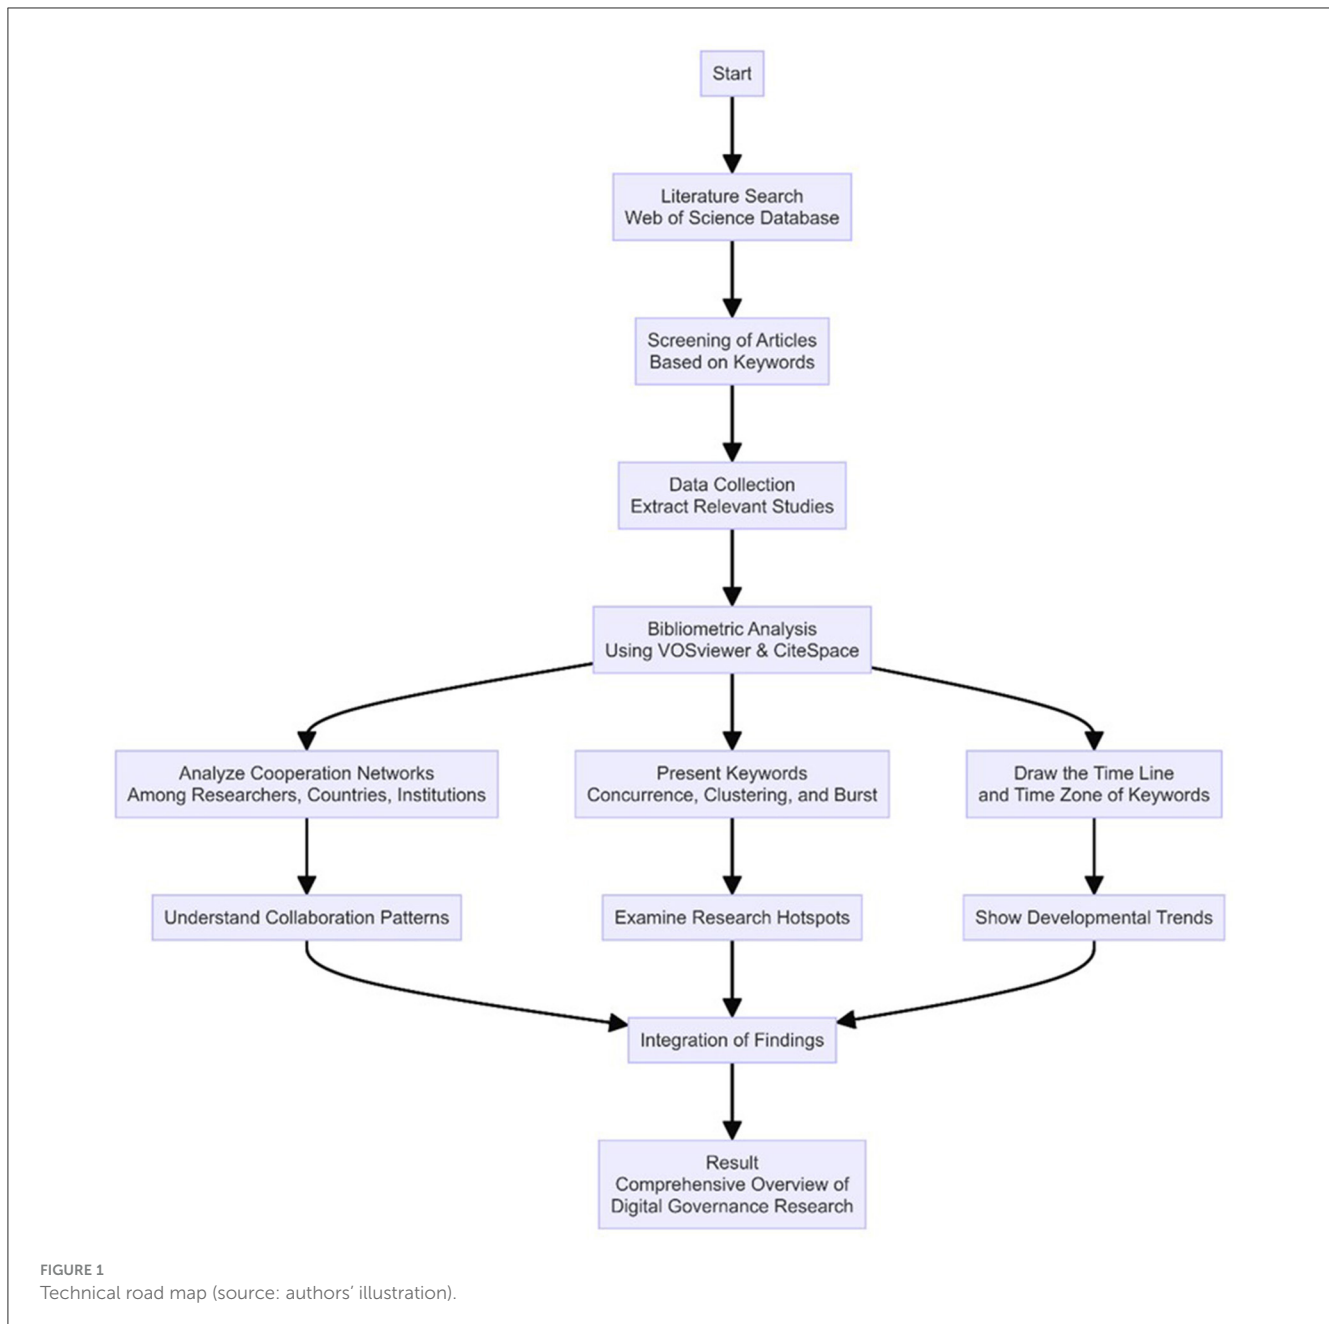 Start
Literature Search
Web of Science Database
Screening of Articles
Based on Keywords
Data Collection
Extract Relevant Studies
Bibliometric Analysis
Using VOSviewer & CiteSpace
Analyze Cooperation Networks
Among Researchers, Countries, Institutions
Present Keywords
Concurrence, Clustering, and Burst
Draw the Time Line
and Time Zone of Keywords
Understand Collaboration Patterns
Examine Research Hotspots
Show Developmental Trends
Integration of Findings
Result
Comprehensive Overview of
Digital Governance Research
FIGURE 1
Technical road map (source: authors’ illustration).